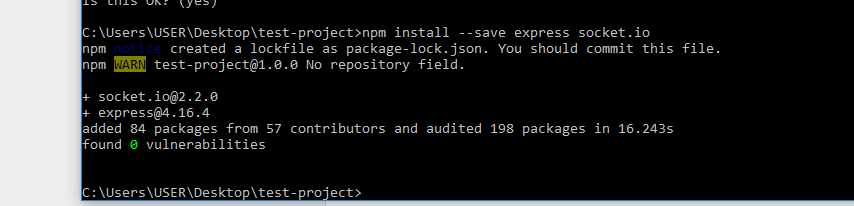 Is this ok? (yes)
C:\Users\USER\Desktop\test-project>npm install --save express socket.io
npm notice created a lockfile as package-lock.json. You should commit this file.
npm WARN test-project@1.0.0 No repository field.
+ socket.io@2.2.0
+ express@4.16.4
added 84 packages from 57 contributors and audited 198 packages in 16.243s
found 0 vulnerabilities
C:\Users\USER\Desktop\test-project>